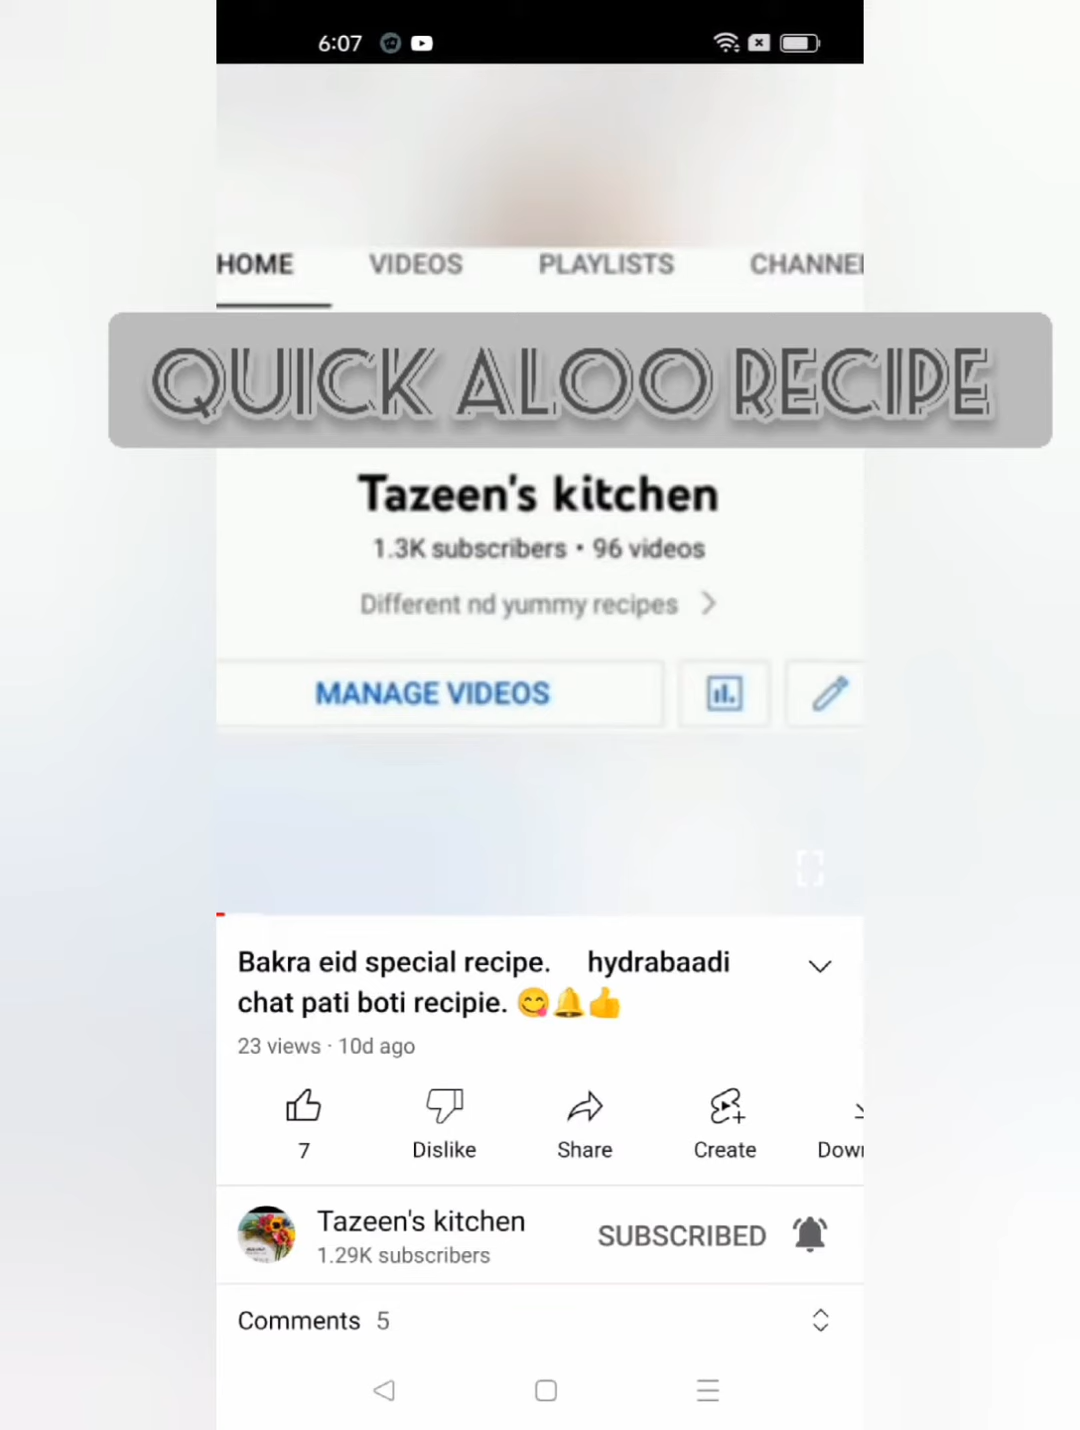 6:07
HOME VIDEOS PLAYLISTS CHANNEL
QUICK ALOO RECIPE
Tazeen's kitchen
1.3K subscribers • 96 videos
Different nd yummy recipes
MANAGE VIDEOS
Bakra eid special recipe. hydrabaadi
chat pati boti recipie. 😋🔔👍
23 views · 10d ago
7 Dislike Share Create Down
Tazeen's kitchen
SUBSCRIBED
1.29K subscribers
Comments 5